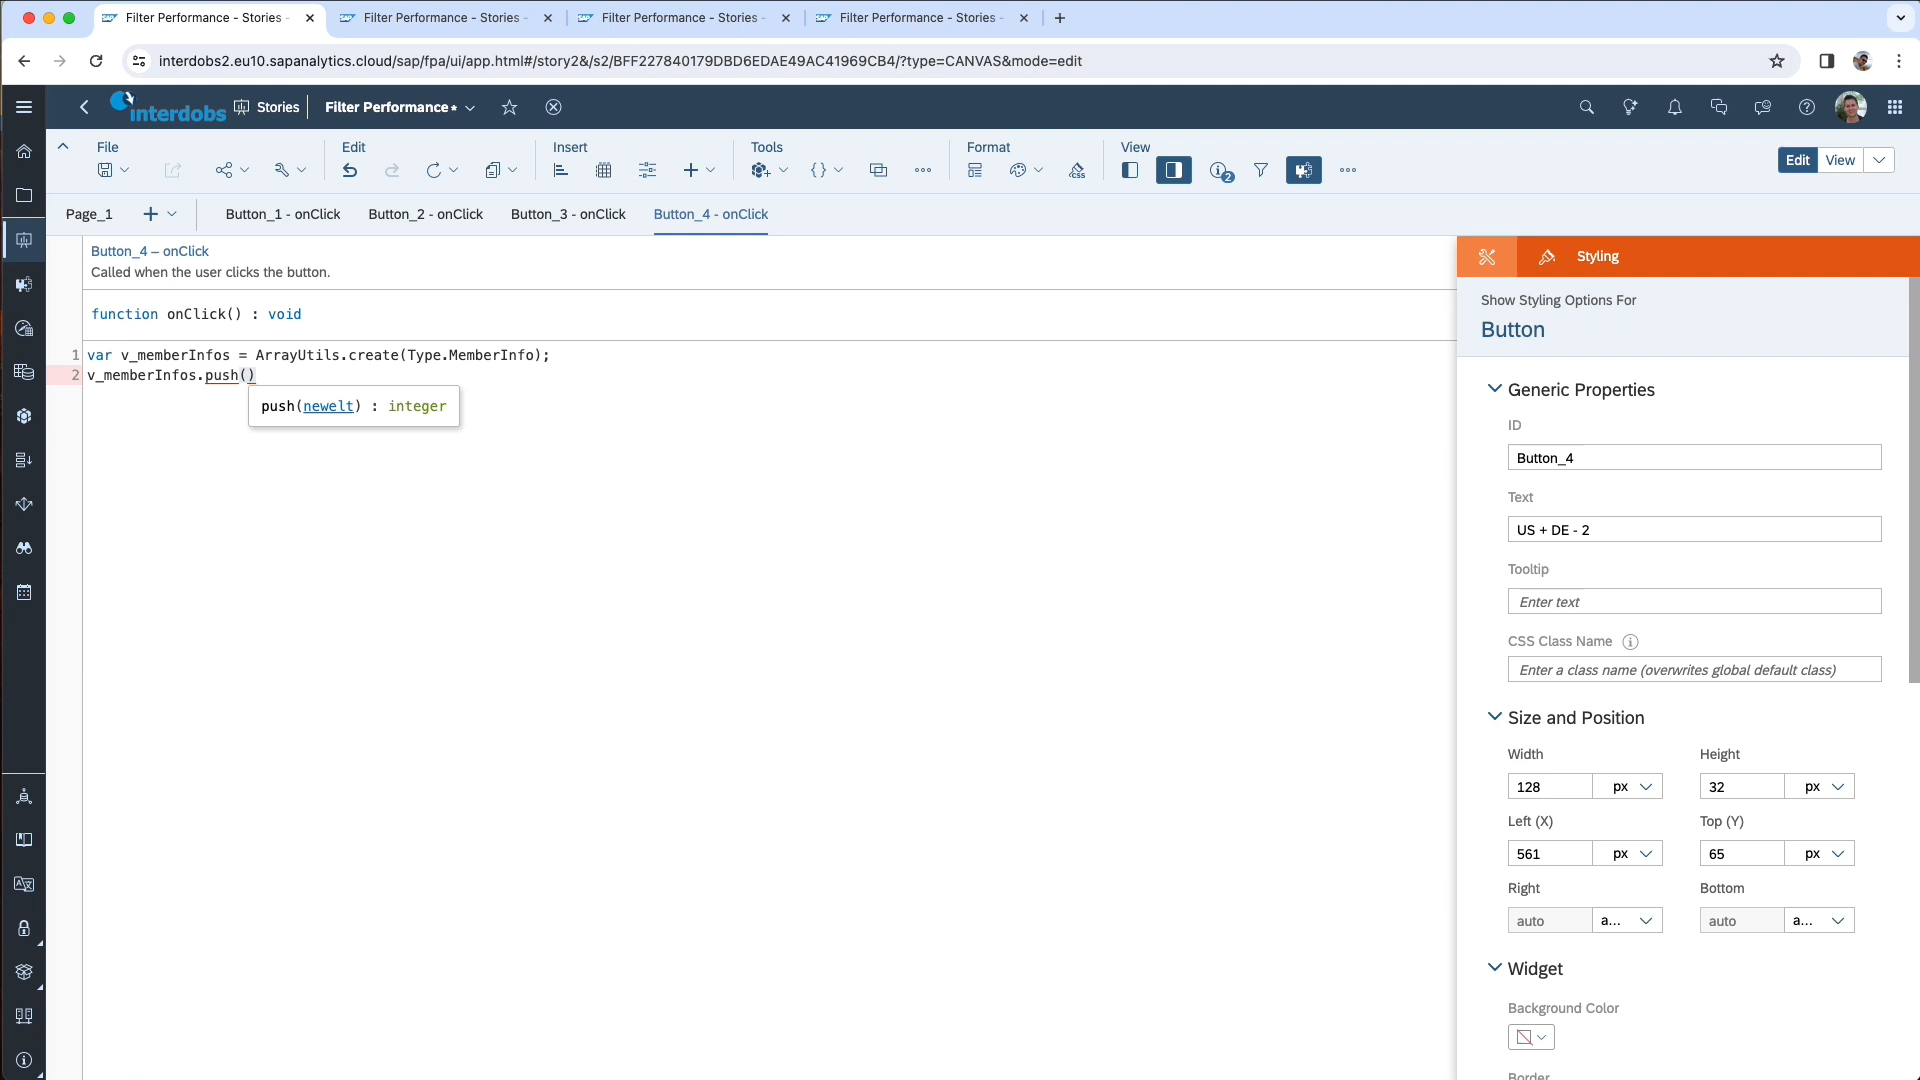 Filter Performance - Stories -
Filter Performance - Stories -
Filter Performance - Stories -
Filter Performance - Stories -
interdobs2.eu10.sapanalytics.cloud/sap/fpa/ui/app.html#/story2&/s2/BFF227840179DBD6EDAE49AC41969CB4/?type=CANVAS&mode=edit
interdobs Stories Filter Performance*
File Edit Insert Tools Format View
CSS 2
Edit View
Page_1 Button_1 - onClick Button_2 - onClick Button_3 - onClick Button_4 - onClick
Button_4 – onClick
Called when the user clicks the button.
function onClick() : void
1 var v_memberInfos = ArrayUtils.create(Type.MemberInfo);
2 v_memberInfos.push()
push(newelt) : integer
Styling
Show Styling Options For
Button
Generic Properties
ID
Button_4
Text
US + DE - 2
Tooltip
Enter text
CSS Class Name
Enter a class name (overwrites global default class)
Size and Position
Width Height
128 px 32 px
Left (X) Top (Y)
561 px 65 px
Right Bottom
auto a... auto a...
Widget
Background Color
Border